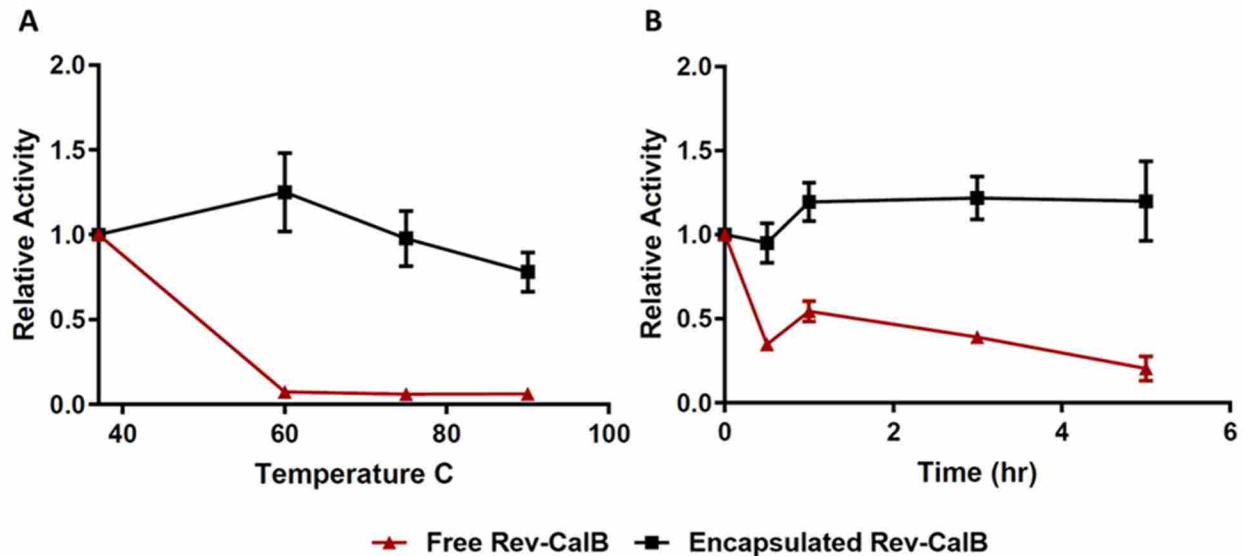 A
B
2.0
1.5
1.0
0.5
0.0
Relative Activity
40
60
80
100
Temperature C
2.0
1.5
1.0
0.5
0.0
Relative Activity
0
2
4
6
Time (hr)
Free Rev-CalB
Encapsulated Rev-CalB